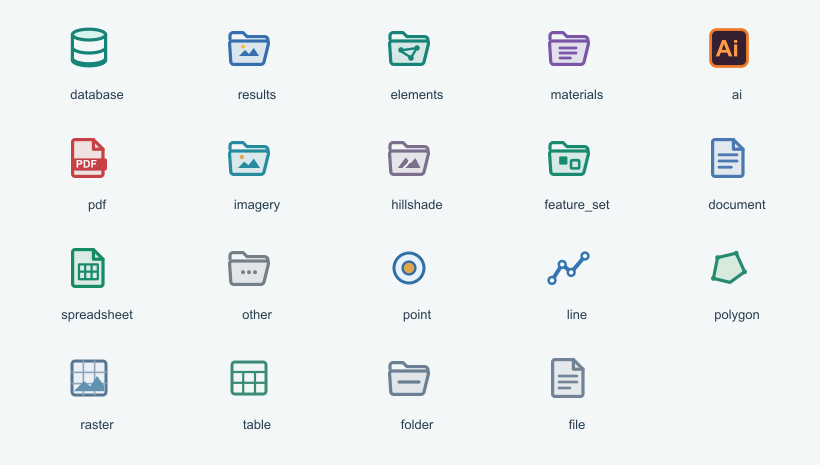 Ai
database
results
elements
materials
ai
PDF
pdf
imagery
hillshade
feature_set
document
spreadsheet
other
point
line
polygon
raster
table
folder
file